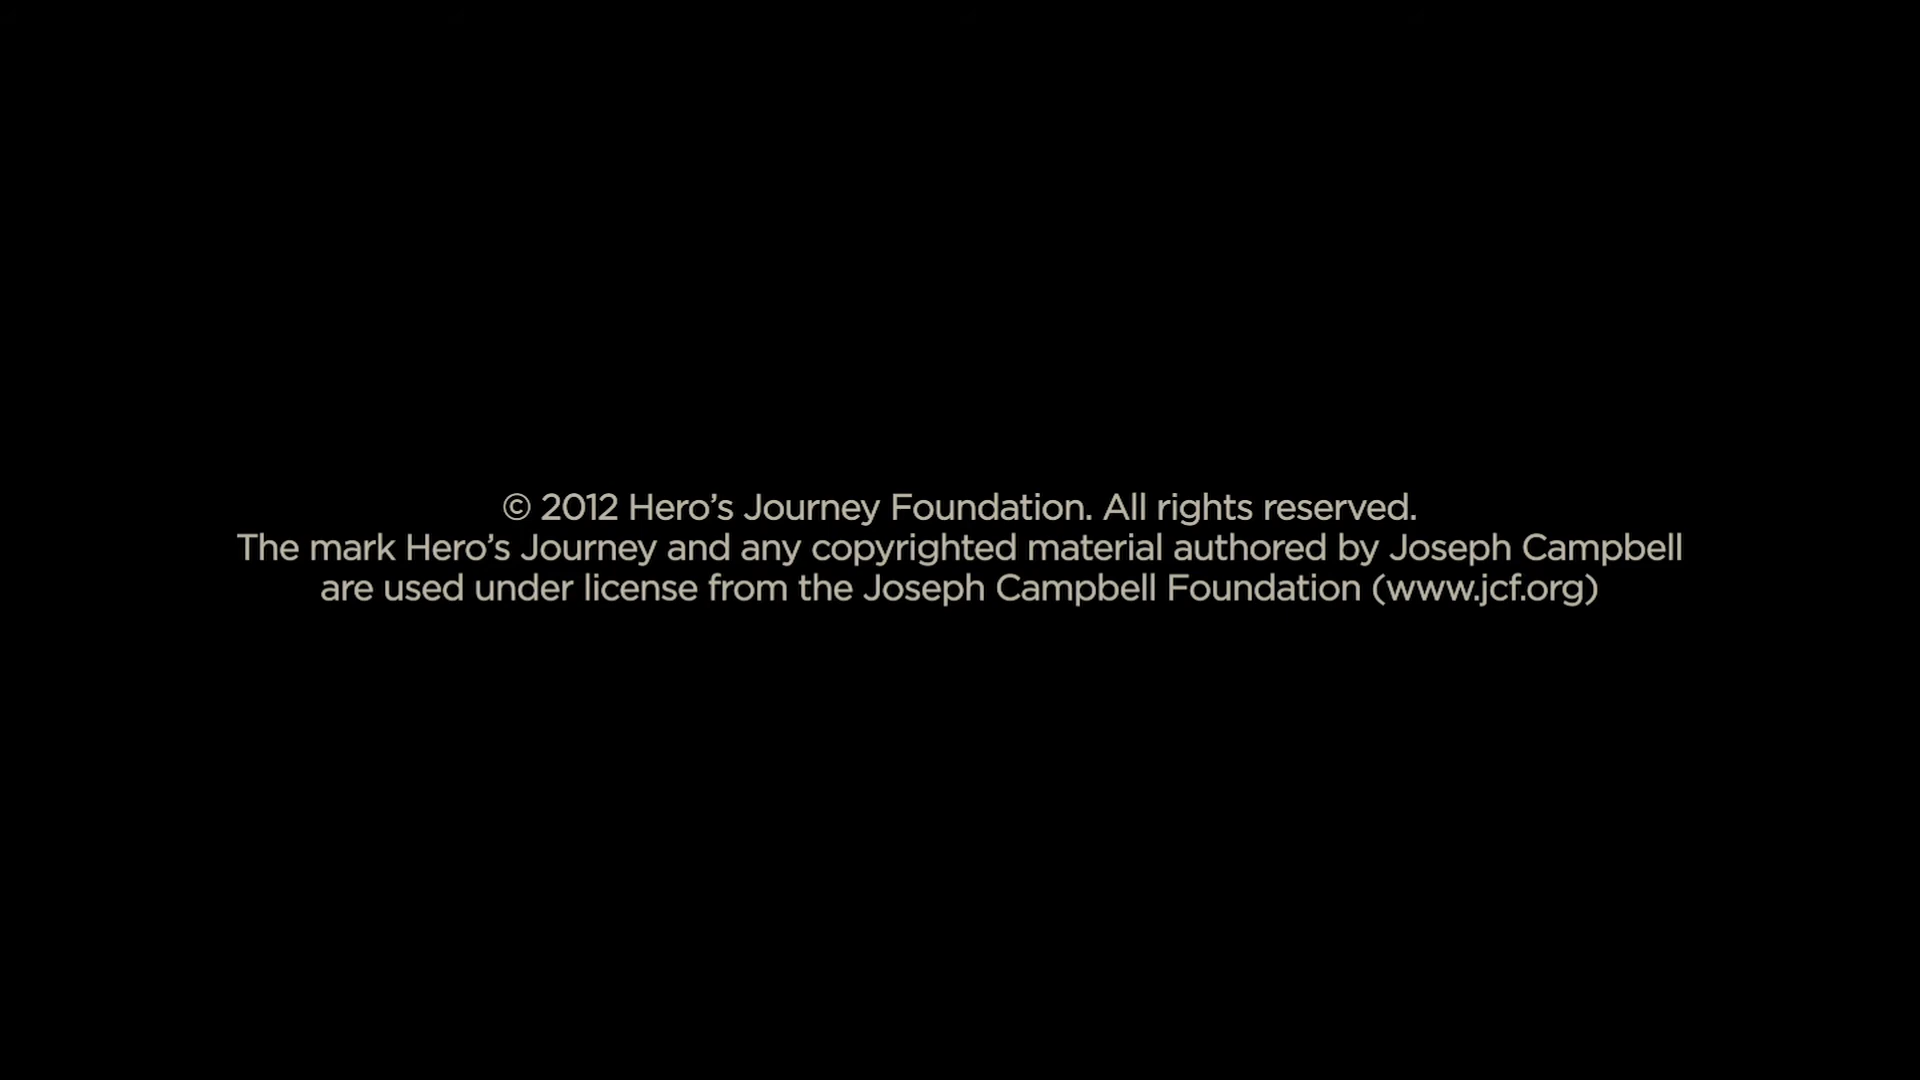 © 2012 Hero’s Journey Foundation. All rights reserved.
The mark Hero’s Journey and any copyrighted material authored by Joseph Campbell
are used under license from the Joseph Campbell Foundation (www.jcf.org)